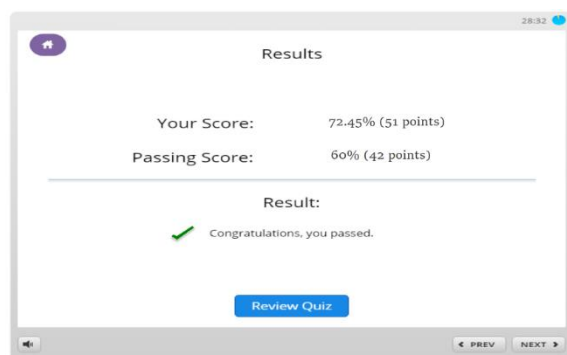 28:32
Results
Your Score: 72.45% (51 points)
Passing Score: 60% (42 points)
Result:
Congratulations, you passed.
Review Quiz
PREV NEXT